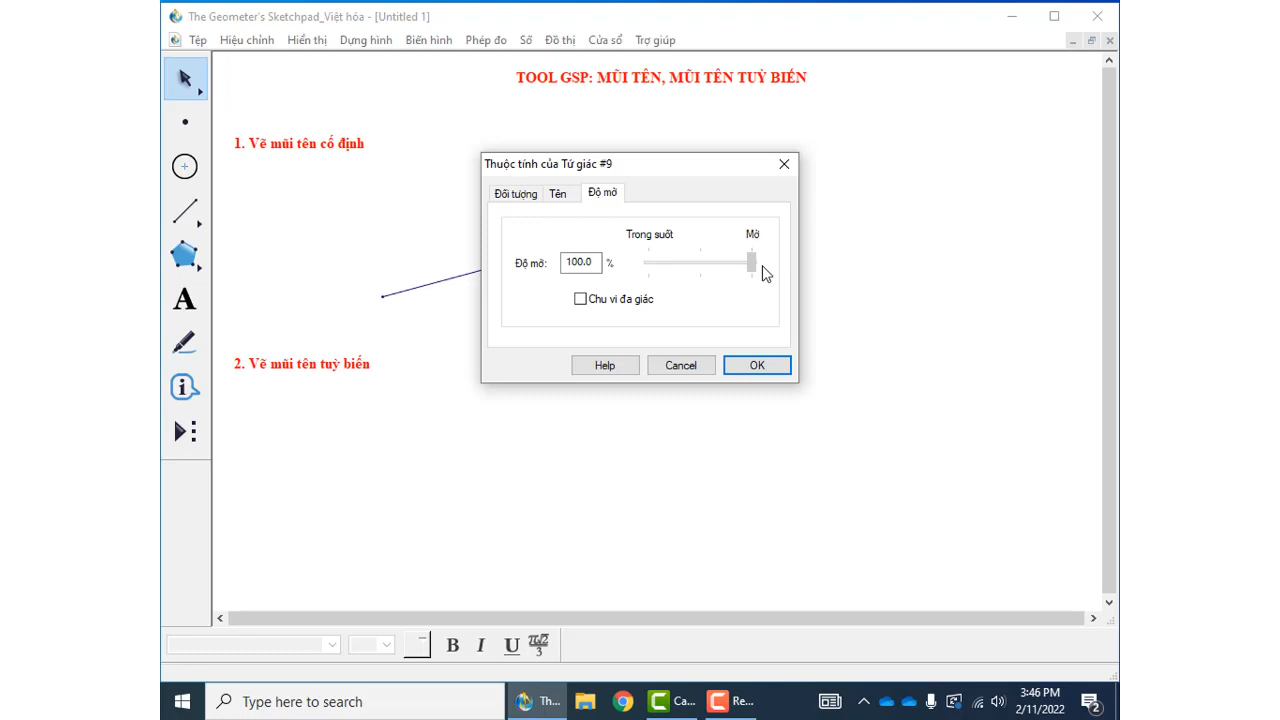 The Geometer's Sketchpad_Việt hóa - [Untitled 1]
Tệp Hiệu chỉnh Hiển thị Dựng hình Biến hình Phép đo Số Đồ thị Cửa sổ Trợ giúp
TOOL GSP: MŨI TÊN, MŨI TÊN TUỲ BIẾN
1. Vẽ mũi tên cố định
Thuộc tính của Tứ giác #9
Đối tượng Tên Độ mờ
Trong suốt Mờ
Độ mờ: 100.0 %
Chu vi đa giác
A
2. Vẽ mũi tên tuỳ biến
Help Cancel OK
B I U
Type here to search
Th...
Ca...
Re...
3:46 PM
2/11/2022
2